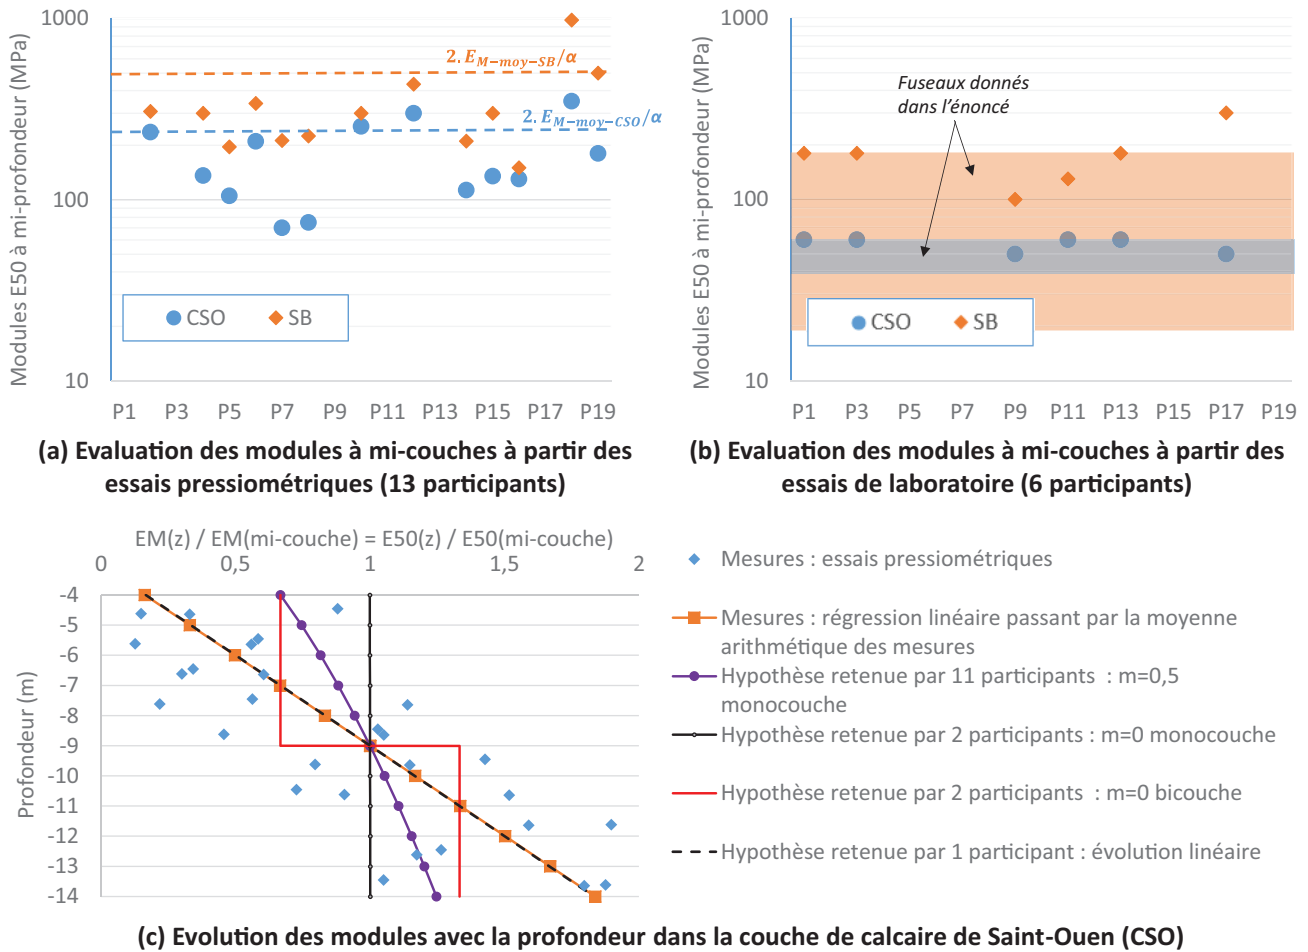 Modules E50 à mi-profondeur (MPa)
1000
100
10
2. E_M−moy−SB/α
2. E_M−moy−CSO/α
CSO
SB
P1 P3 P5 P7 P9 P11 P13 P15 P17 P19
(a) Evaluation des modules à mi-couches à partir des
essais pressiométriques (13 participants)
Modules E50 à mi-profondeur (MPa)
1000
100
10
Fuseaux donnés
dans l’énoncé
CSO
SB
P1 P3 P5 P7 P9 P11 P13 P15 P17 P19
(b) Evaluation des modules à mi-couches à partir des
essais de laboratoire (6 participants)
EM(z) / EM(mi-couche) = E50(z) / E50(mi-couche)
0 0,5 1 1,5 2
Profondeur (m)
-4
-5
-6
-7
-8
-9
-10
-11
-12
-13
-14
Mesures : essais pressiométriques
Mesures : régression linéaire passant par la moyenne
arithmétique des mesures
Hypothèse retenue par 11 participants : m=0,5
monocouche
Hypothèse retenue par 2 participants : m=0 monocouche
Hypothèse retenue par 2 participants : m=0 bicouche
Hypothèse retenue par 1 participant : évolution linéaire
(c) Evolution des modules avec la profondeur dans la couche de calcaire de Saint-Ouen (CSO)